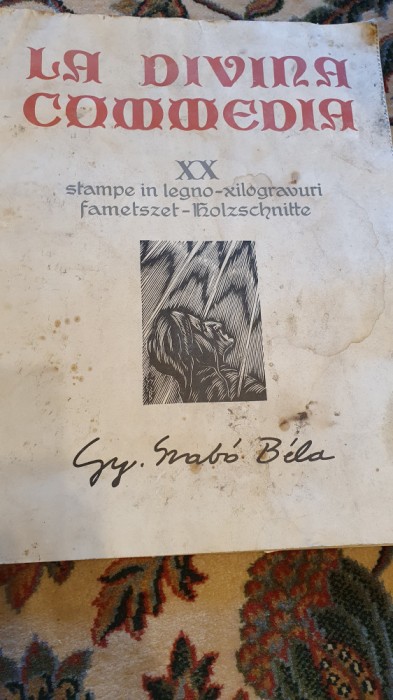 LA DIVINA
COMMEDIA
XX
stampe in legno-xilogravuri
fametszet-Holzschnitte
Gy. Szabó Béla